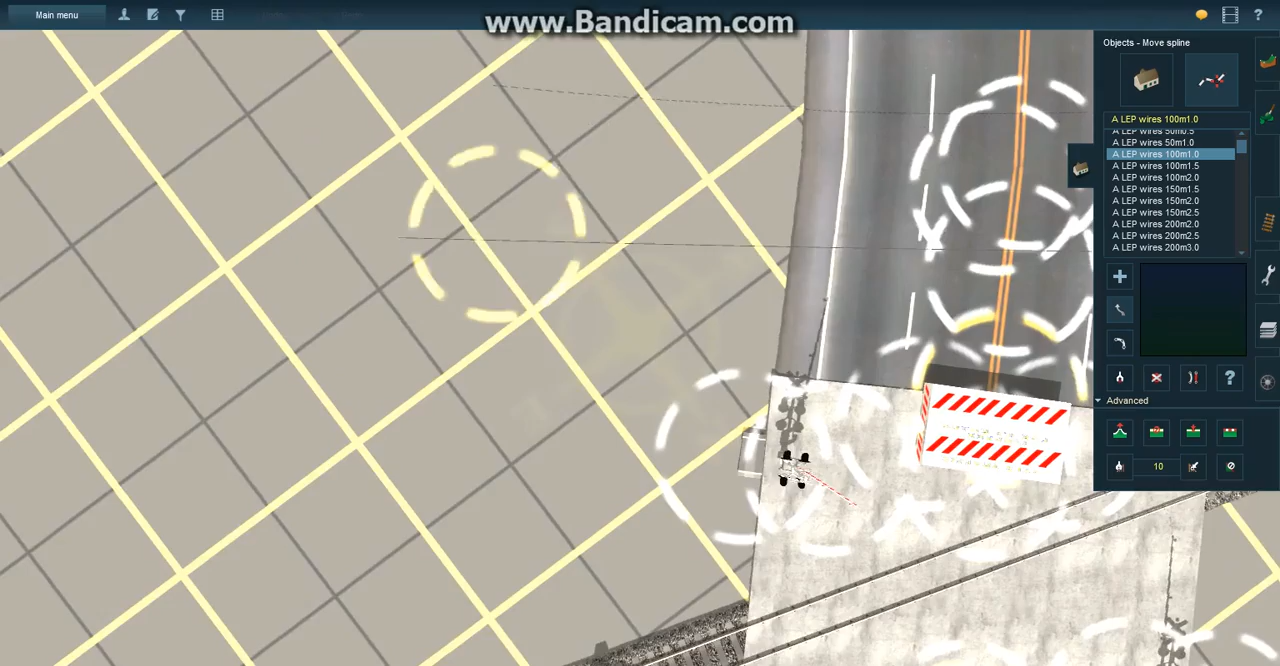 Main menu
www.Bandicam.com
?
Objects - Move spline
A LEP wires 100m1.0
A LEP wires 50m0.5
A LEP wires 50m1.0
A LEP wires 100m1.0
A LEP wires 100m1.5
A LEP wires 100m2.0
A LEP wires 150m1.5
A LEP wires 150m2.0
A LEP wires 150m2.5
A LEP wires 200m2.0
A LEP wires 200m2.5
A LEP wires 200m3.0
?
Advanced
10